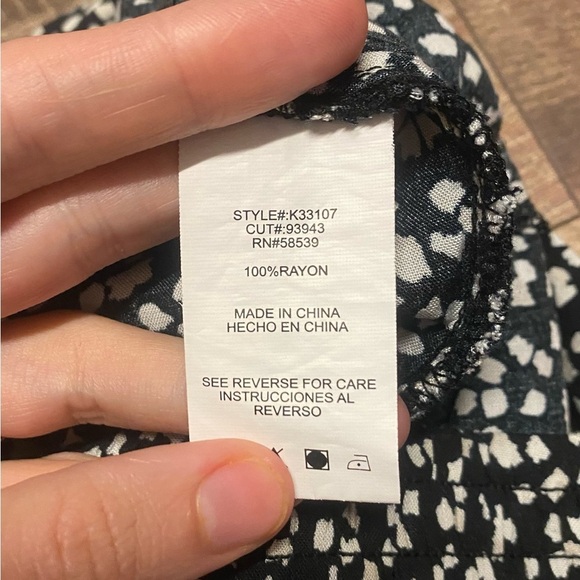 STYLE#:K33107
CUT#:93943
RN#58539
100%RAYON
MADE IN CHINA
HECHO EN CHINA
SEE REVERSE FOR CARE
INSTRUCCIONES AL
REVERSO